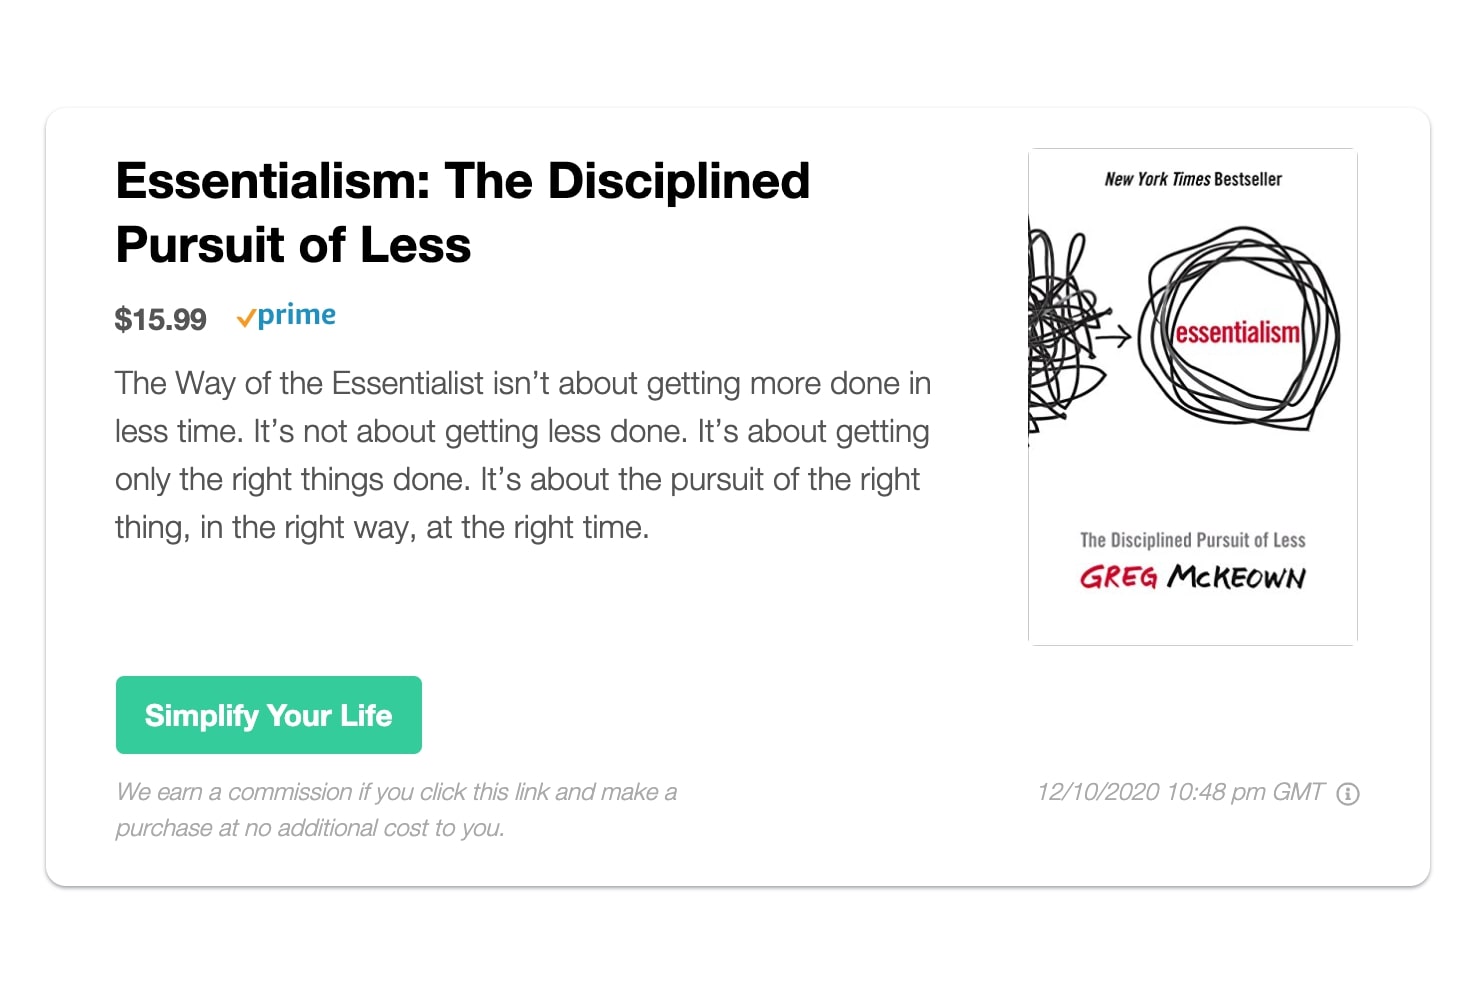 Essentialism: The Disciplined
Pursuit of Less
$15.99 prime
The Way of the Essentialist isn’t about getting more done in
less time. It’s not about getting less done. It’s about getting
only the right things done. It’s about the pursuit of the right
thing, in the right way, at the right time.
Simplify Your Life
We earn a commission if you click this link and make a
purchase at no additional cost to you.
New York Times Bestseller
essentialism
The Disciplined Pursuit of Less
GREG McKEOWN
12/10/2020 10:48 pm GMT